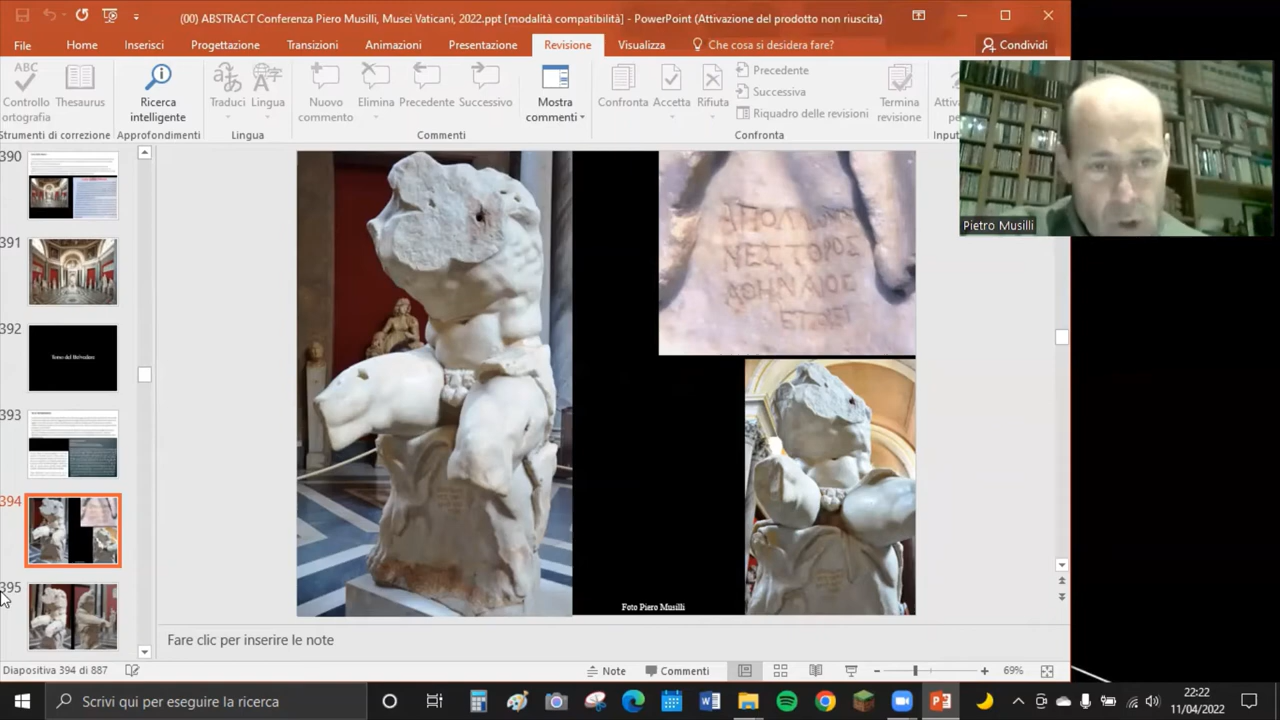 (00) ABSTRACT Conferenza Piero Musilli, Musei Vaticani, 2022.ppt [modalità compatibilità] - PowerPoint (Attivazione del prodotto non riuscita)
File Home Inserisci Progettazione Transizioni Animazioni Presentazione Revisione Visualizza Che cosa si desidera fare? Condividi
ABC
Controllo ortografia
Thesaurus
Ricerca intelligente
Traduci
Lingua
Nuovo commento
Elimina
Precedente
Successivo
Mostra commenti
Confronta
Accetta
Rifiuta
Precedente
Successiva
Riquadro delle revisioni
Termina revisione
Strumenti di correzione Approfondimenti Lingua Commenti Confronta
Pietro Musilli
390
391
392
Torso del Belvedere
393
394
395
ΝΕΣΤΟΡΟΣ
ΑΘΗΝΑΙΟΣ
Foto Piero Musilli
Fare clic per inserire le note
Diapositiva 394 di 887 Note Commenti 69%
Scrivi qui per eseguire la ricerca
22:22
11/04/2022